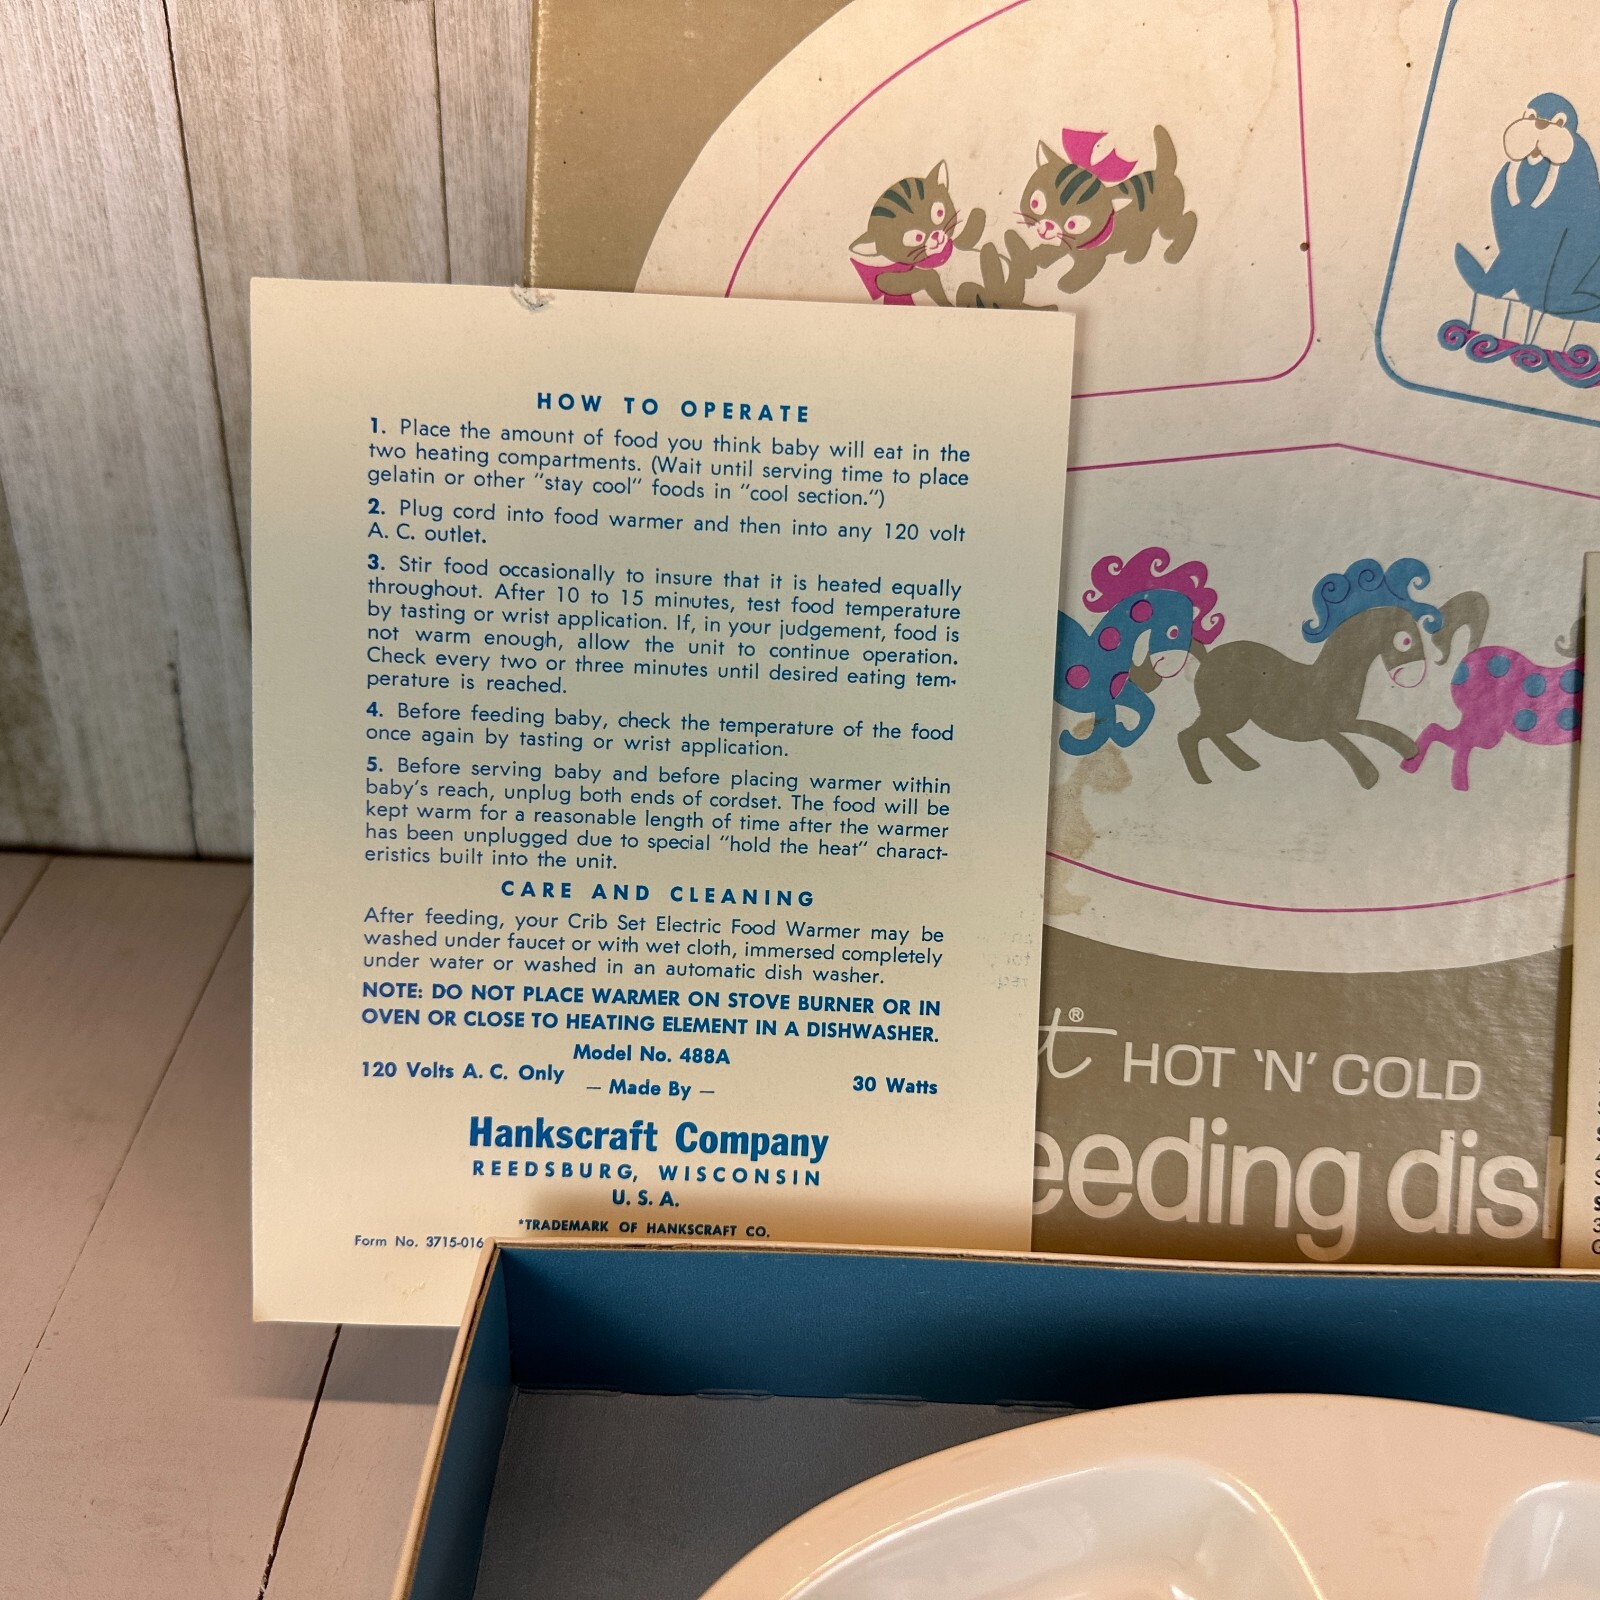 HOW TO OPERATE
1. Place the amount of food you think baby will eat in the
two heating compartments. (Wait until serving time to place
gelatin or other "stay cool" foods in "cool section.")
2. Plug cord into food warmer and then into any 120 volt
A. C. outlet.
3. Stir food occasionally to insure that it is heated equally
throughout. After 10 to 15 minutes, test food temperature
by tasting or wrist application. If, in your judgement, food is
not warm enough, allow the unit to continue operation.
Check every two or three minutes until desired eating tem-
perature is reached.
4. Before feeding baby, check the temperature of the food
once again by tasting or wrist application.
5. Before serving baby and before placing warmer within
baby's reach, unplug both ends of cordset. The food will be
kept warm for a reasonable length of time after the warmer
has been unplugged due to special "hold the heat" charact-
eristics built into the unit.
CARE AND CLEANING
After feeding, your Crib Set Electric Food Warmer may be
washed under faucet or with wet cloth, immersed completely
under water or washed in an automatic dish washer.
NOTE: DO NOT PLACE WARMER ON STOVE BURNER OR IN
OVEN OR CLOSE TO HEATING ELEMENT IN A DISHWASHER.
Model No. 488A
120 Volts A. C. Only — Made By — 30 Watts
Hankscraft Company
REEDSBURG, WISCONSIN
U. S. A.
*TRADEMARK OF HANKSCRAFT CO.
Form No. 3715-016
t® HOT 'N' COLD
eeding dis